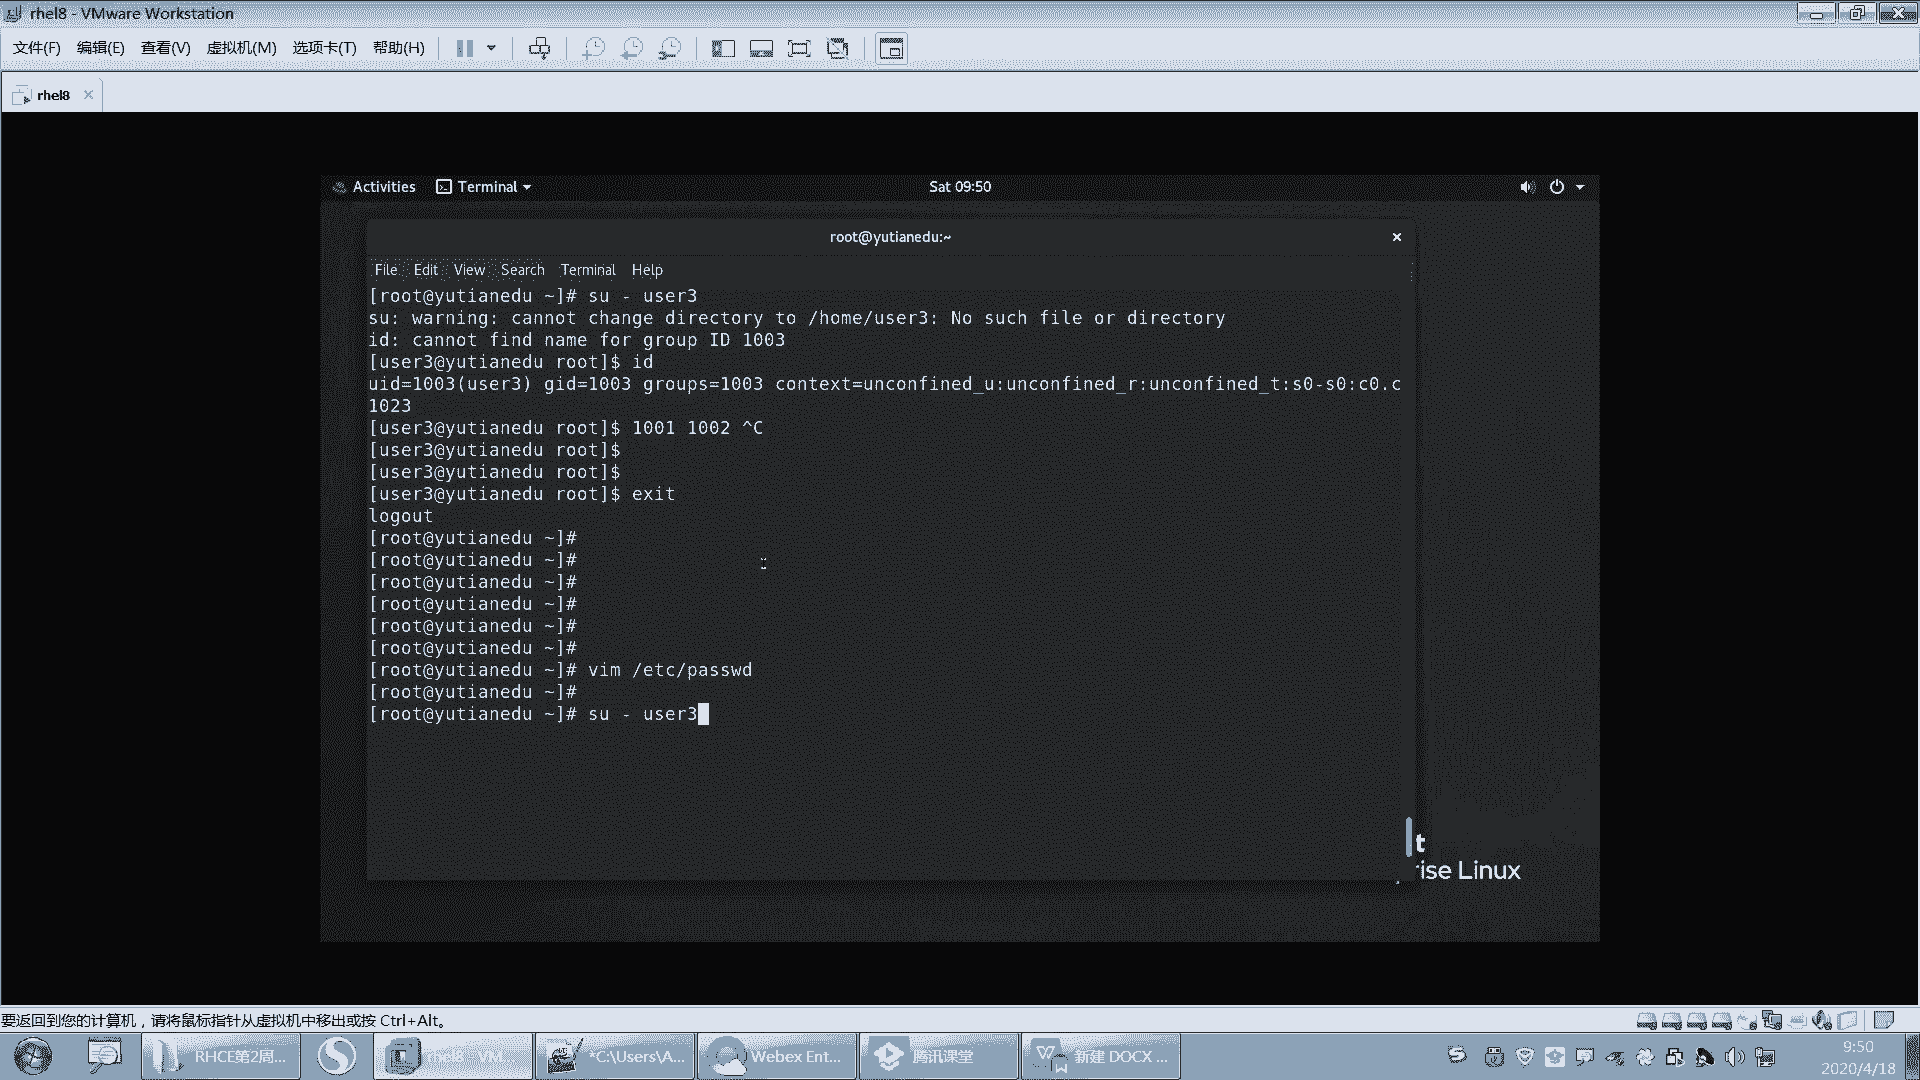 rhel8 - VMware Workstation
文件(F) 编辑(E) 查看(V) 虚拟机(M) 选项卡(T) 帮助(H)
rhel8
Activities Terminal Sat 09:50
root@yutianedu:~
File Edit View Search Terminal Help
[root@yutianedu ~]# su - user3
su: warning: cannot change directory to /home/user3: No such file or directory
id: cannot find name for group ID 1003
[user3@yutianedu root]$ id
uid=1003(user3) gid=1003 groups=1003 context=unconfined_u:unconfined_r:unconfined_t:s0-s0:c0.c
1023
[user3@yutianedu root]$ 1001 1002 ^C
[user3@yutianedu root]$
[user3@yutianedu root]$
[user3@yutianedu root]$ exit
logout
[root@yutianedu ~]#
[root@yutianedu ~]#
[root@yutianedu ~]#
[root@yutianedu ~]#
[root@yutianedu ~]#
[root@yutianedu ~]#
[root@yutianedu ~]# vim /etc/passwd
[root@yutianedu ~]#
[root@yutianedu ~]# su - user3
t
rise Linux
要返回到您的计算机，请将鼠标指针从虚拟机中移出或按 Ctrl+Alt。
RHCE第2周... rhel8 - VM... *C:\Users\A... Webex Ent... 腾讯课堂 新建 DOCX ... 9:50
2020/4/18